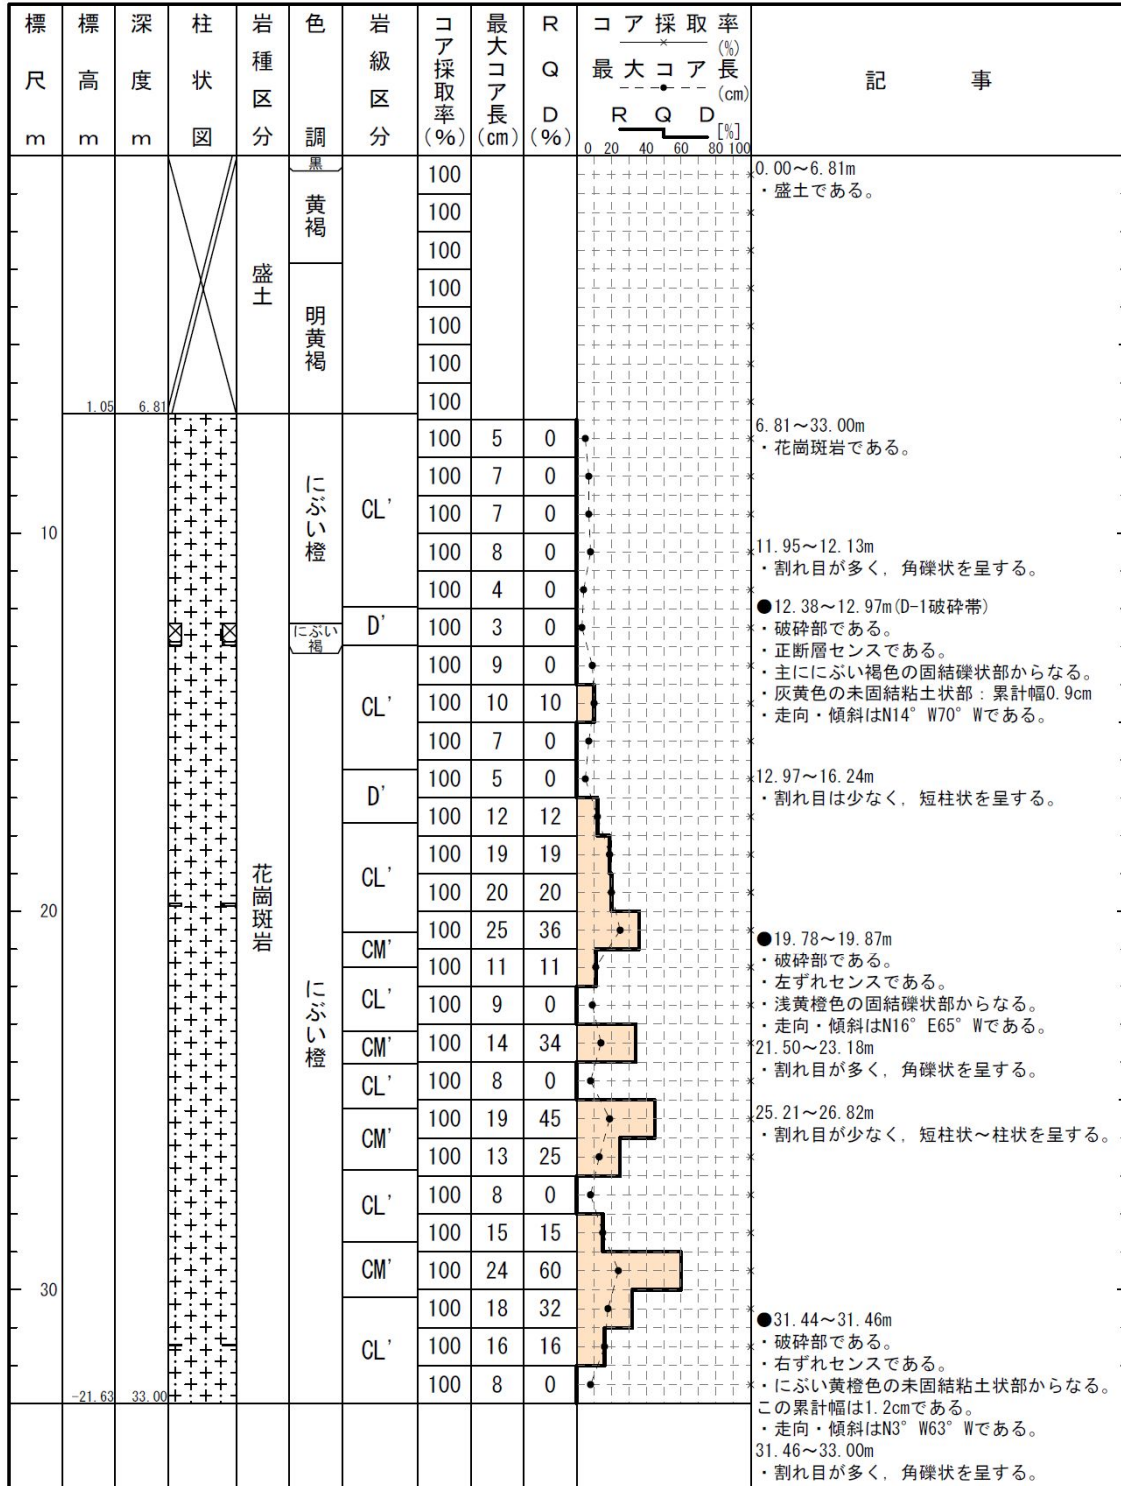 標尺m
標高m
深度m
柱状図
岩種区分
色調
岩級区分
コア採取率(%)
最大コア長(cm)
RQD(%)
コア採取率
(%)
最大コア長
(cm)
RQD
[%]
0 20 40 60 80 100
記事
黒
黄褐
明黄褐
盛土
100
100
100
100
100
100
100
1.05 6.81
100 5 0
100 7 0
100 7 0
10
100 8 0
100 4 0
100 3 0
100 9 0
100 10 10
100 7 0
100 5 0
100 12 12
100 19 19
100 20 20
20
100 25 36
100 11 11
100 9 0
100 14 34
100 8 0
100 19 45
100 13 25
100 8 0
100 15 15
100 24 60
30
100 18 32
100 16 16
100 8 0
-21.63 33.00
花崗斑岩
にぶい橙
にぶい褐
にぶい橙
CL'
D'
CL'
D'
CL'
CM'
CL'
CM'
CL'
CM'
CL'
CM'
CL'
0.00～6.81m
・盛土である。
6.81～33.00m
・花崗斑岩である。
11.95～12.13m
・割れ目が多く，角礫状を呈する。
●12.38～12.97m(D-1破砕帯)
・破砕部である。
・正断層センスである。
・主ににぶい褐色の固結礫状部からなる。
・灰黄色の未固結粘土状部：累計幅0.9cm
・走向・傾斜はN14°W70°Wである。
12.97～16.24m
・割れ目は少なく，短柱状を呈する。
●19.78～19.87m
・破砕部である。
・左ずれセンスである。
・浅黄橙色の固結礫状部からなる。
・走向・傾斜はN16°E65°Wである。
21.50～23.18m
・割れ目が多く，角礫状を呈する。
25.21～26.82m
・割れ目が少なく，短柱状～柱状を呈する。
●31.44～31.46m
・破砕部である。
・右ずれセンスである。
・にぶい黄橙色の未固結粘土状部からなる。
この累計幅は1.2cmである。
・走向・傾斜はN3°W63°Wである。
31.46～33.00m
・割れ目が多く，角礫状を呈する。